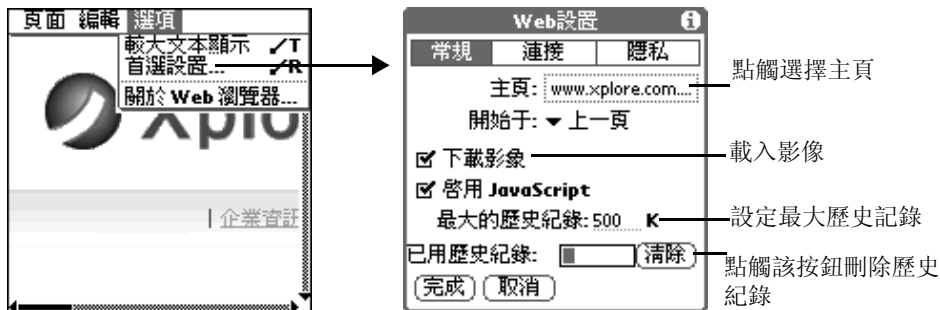 頁面 編輯 選項
較大文本顯示 ✓T
首選設置... ✓R
開於 Web 瀏覽器...
Xplo
企業資訊
Web設置
常規 連接 隱私
主頁: www.xplore.com....
開始于: 上一頁
下載影象
啓用 JavaScript
最大的歷史紀錄: 500 K
已用歷史紀錄: 清除
完成 取消
點觸選擇主頁
載入影像
設定最大歷史記錄
點觸該按鈕刪除歷史
紀錄